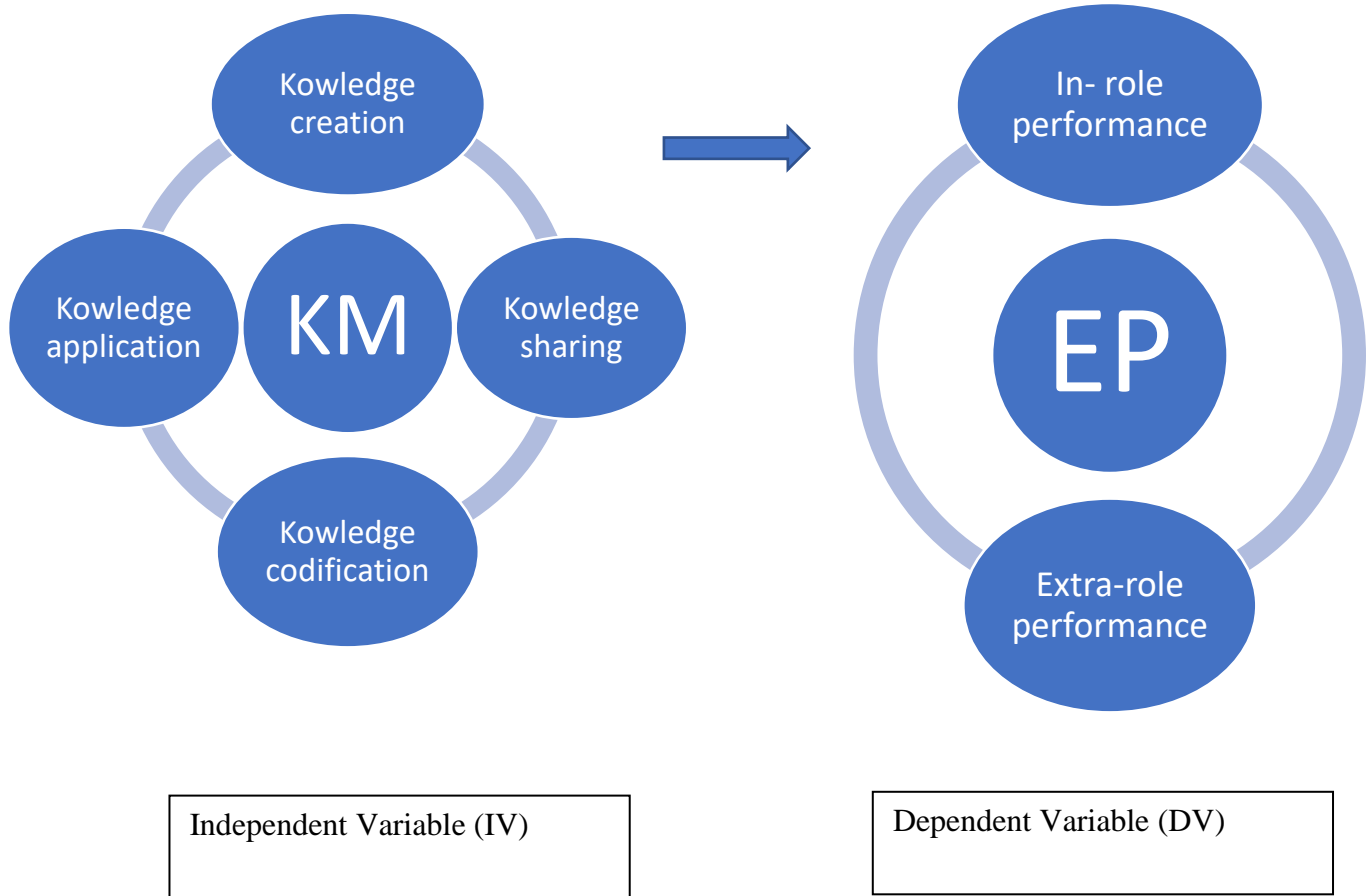 Kowledge
creation
Kowledge
application
KM
Kowledge
sharing
Kowledge
codification
In- role
performance
EP
Extra-role
performance
Independent Variable (IV)
Dependent Variable (DV)